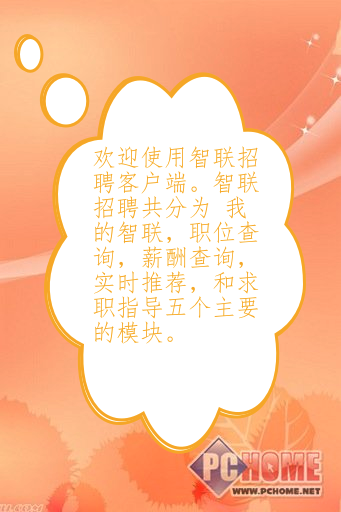 欢迎使用智联招
聘客户端。智联
招聘共分为 我
的智联，职位查
询，薪酬查询，
实时推荐，和求
职指导五个主要
的模块。
PCHOME
WWW.PCHOME.NET